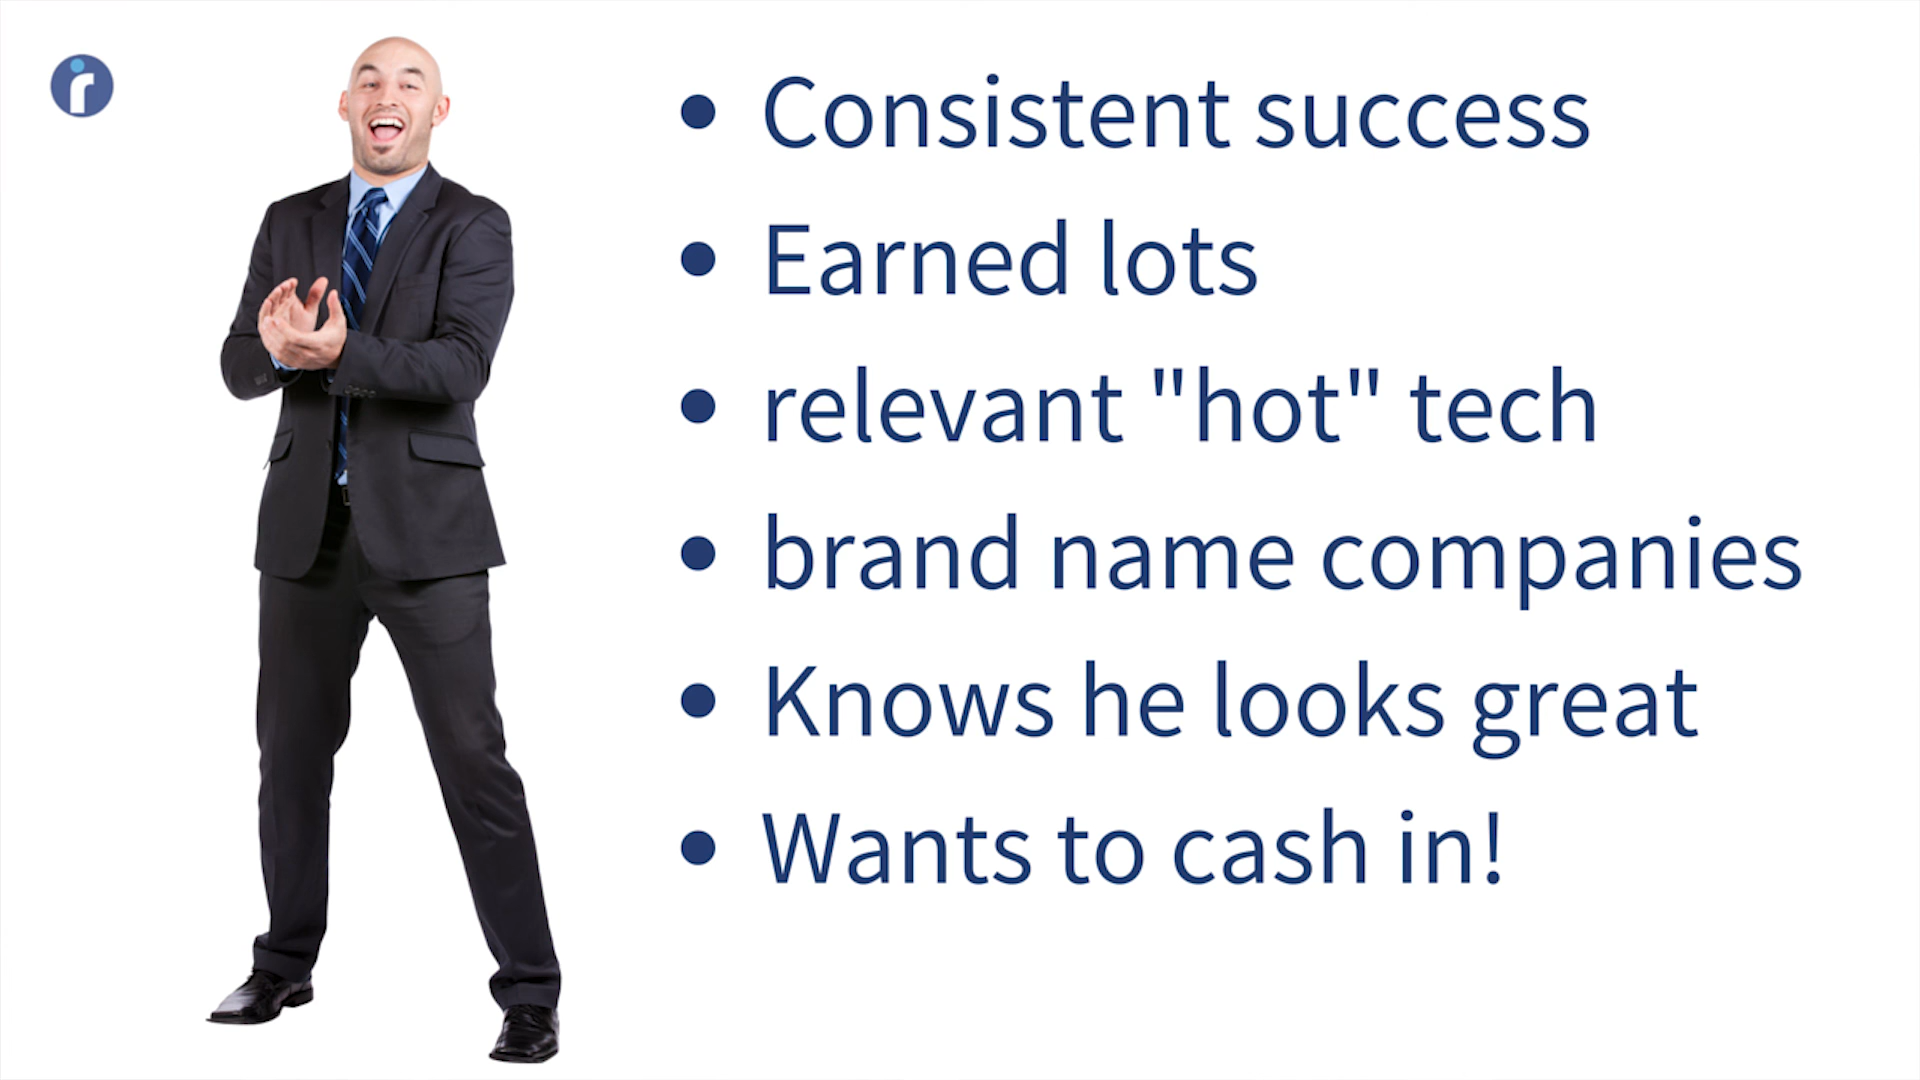 Consistent success
Earned lots
relevant "hot" tech
brand name companies
Knows he looks great
Wants to cash in!